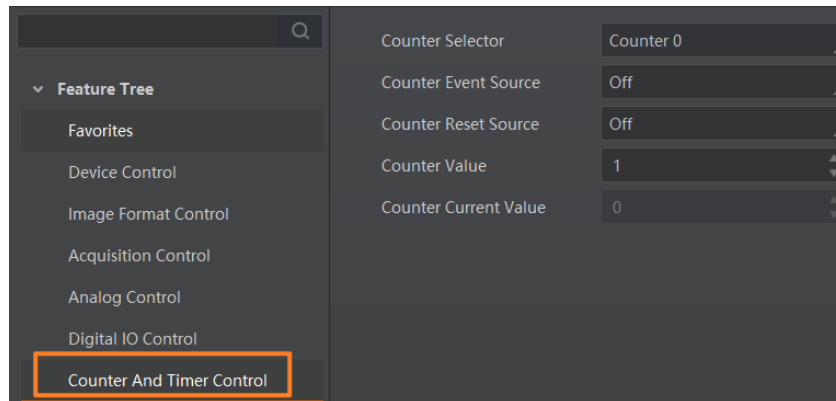 Feature Tree
Favorites
Device Control
Image Format Control
Acquisition Control
Analog Control
Digital IO Control
Counter And Timer Control
Counter Selector Counter 0
Counter Event Source Off
Counter Reset Source Off
Counter Value 1
Counter Current Value 0